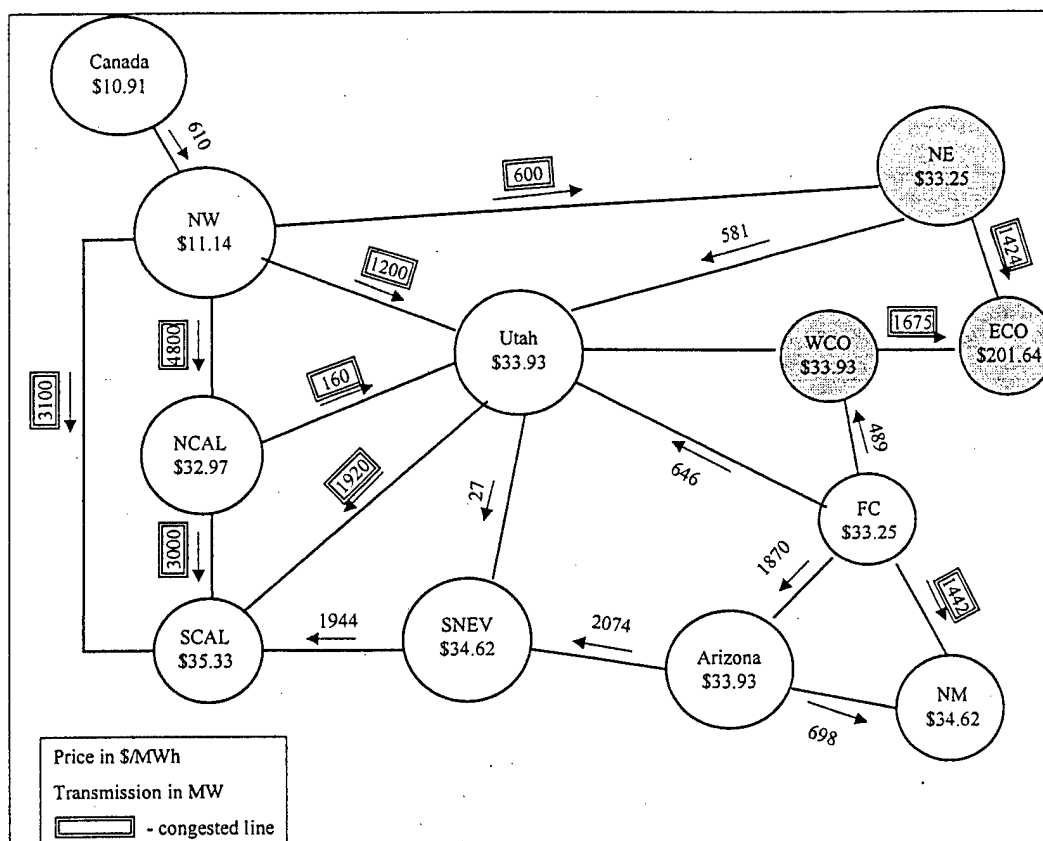 Canada
$10.91
610
NW
$11.14
600
NE
$33.25
581
1424
1200
4800
3100
Utah
$33.93
WCO
$33.93
1675
ECO
$201.64
160
NCAL
$32.97
1920
27
646
489
FC
$33.25
3000
1870
1442
SCAL
$35.33
1944
SNEV
$34.62
2074
Arizona
$33.93
698
NM
$34.62
Price in $/MWh
Transmission in MW
- congested line